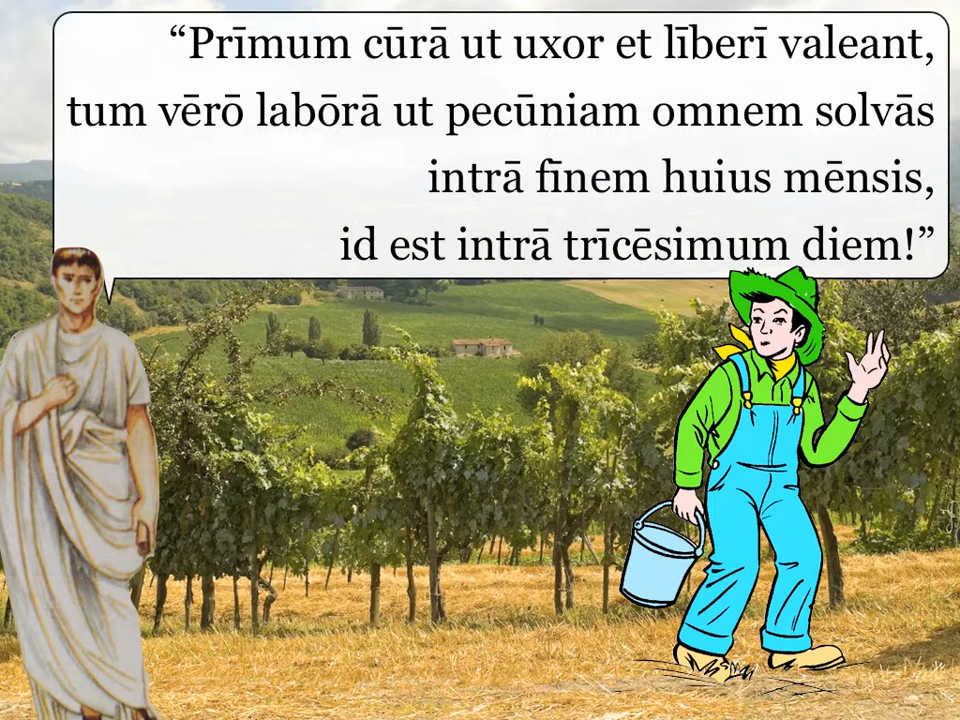 “Prīmum cūrā ut uxor et līberī valeant,
tum vērō labōrā ut pecūniam omnem solvās
intrā fīnem huius mēnsis,
id est intrā trīcēsimum diem!”